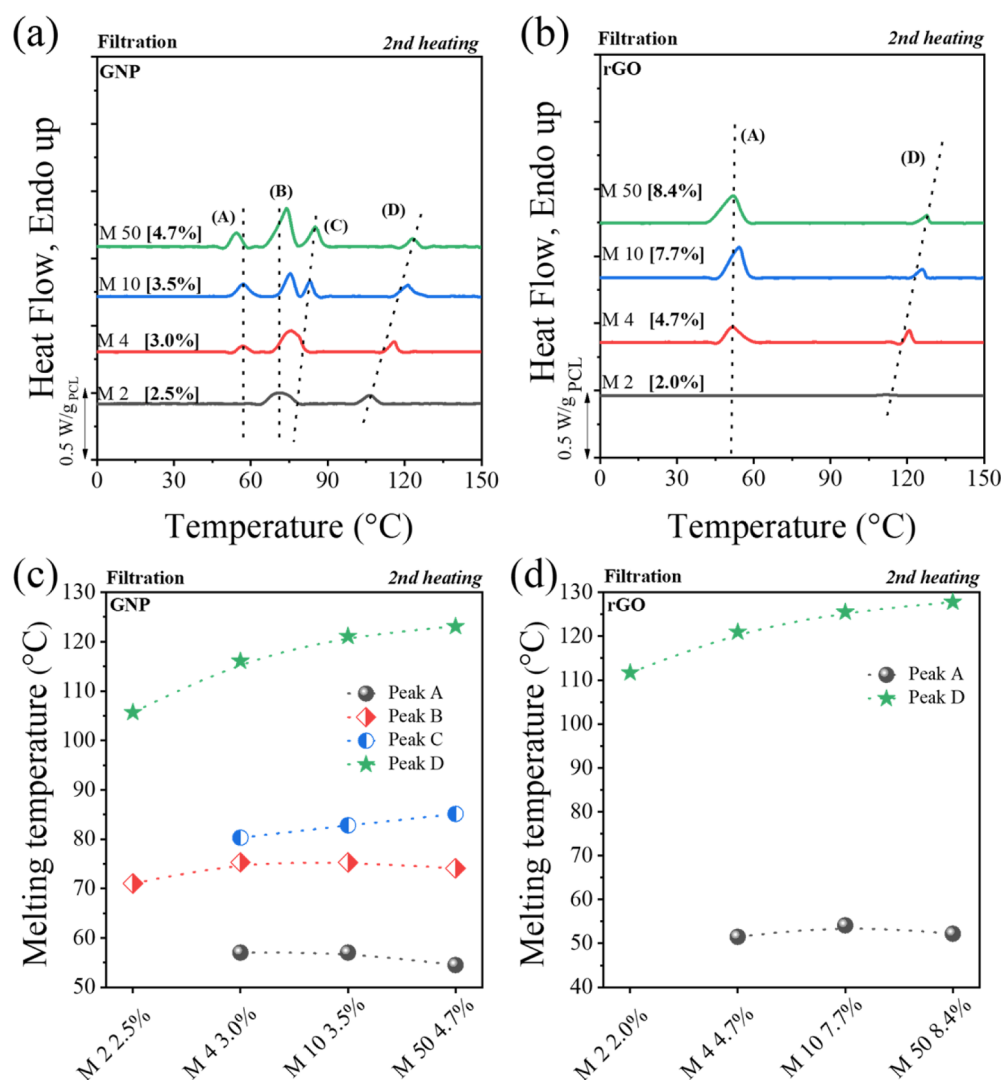 (a)
Filtration 2nd heating
GNP
Heat Flow, Endo up
0.5 W/g PCL
(A)
(B)
(C)
(D)
M 50 [4.7%]
M 10 [3.5%]
M 4 [3.0%]
M 2 [2.5%]
0 30 60 90 120 150
Temperature (°C)
(b)
Filtration 2nd heating
rGO
Heat Flow, Endo up
0.5 W/g PCL
(A)
(D)
M 50 [8.4%]
M 10 [7.7%]
M 4 [4.7%]
M 2 [2.0%]
0 30 60 90 120 150
Temperature (°C)
(c)
Filtration 2nd heating
GNP
Melting temperature (°C)
130
120
110
100
90
80
70
60
50
Peak A
Peak B
Peak C
Peak D
M 2 2.5%
M 4 3.0%
M 10 3.5%
M 50 4.7%
(d)
Filtration 2nd heating
rGO
Melting temperature (°C)
130
120
110
100
90
80
70
60
50
40
Peak A
Peak D
M 2 2.0%
M 4 4.7%
M 10 7.7%
M 50 8.4%